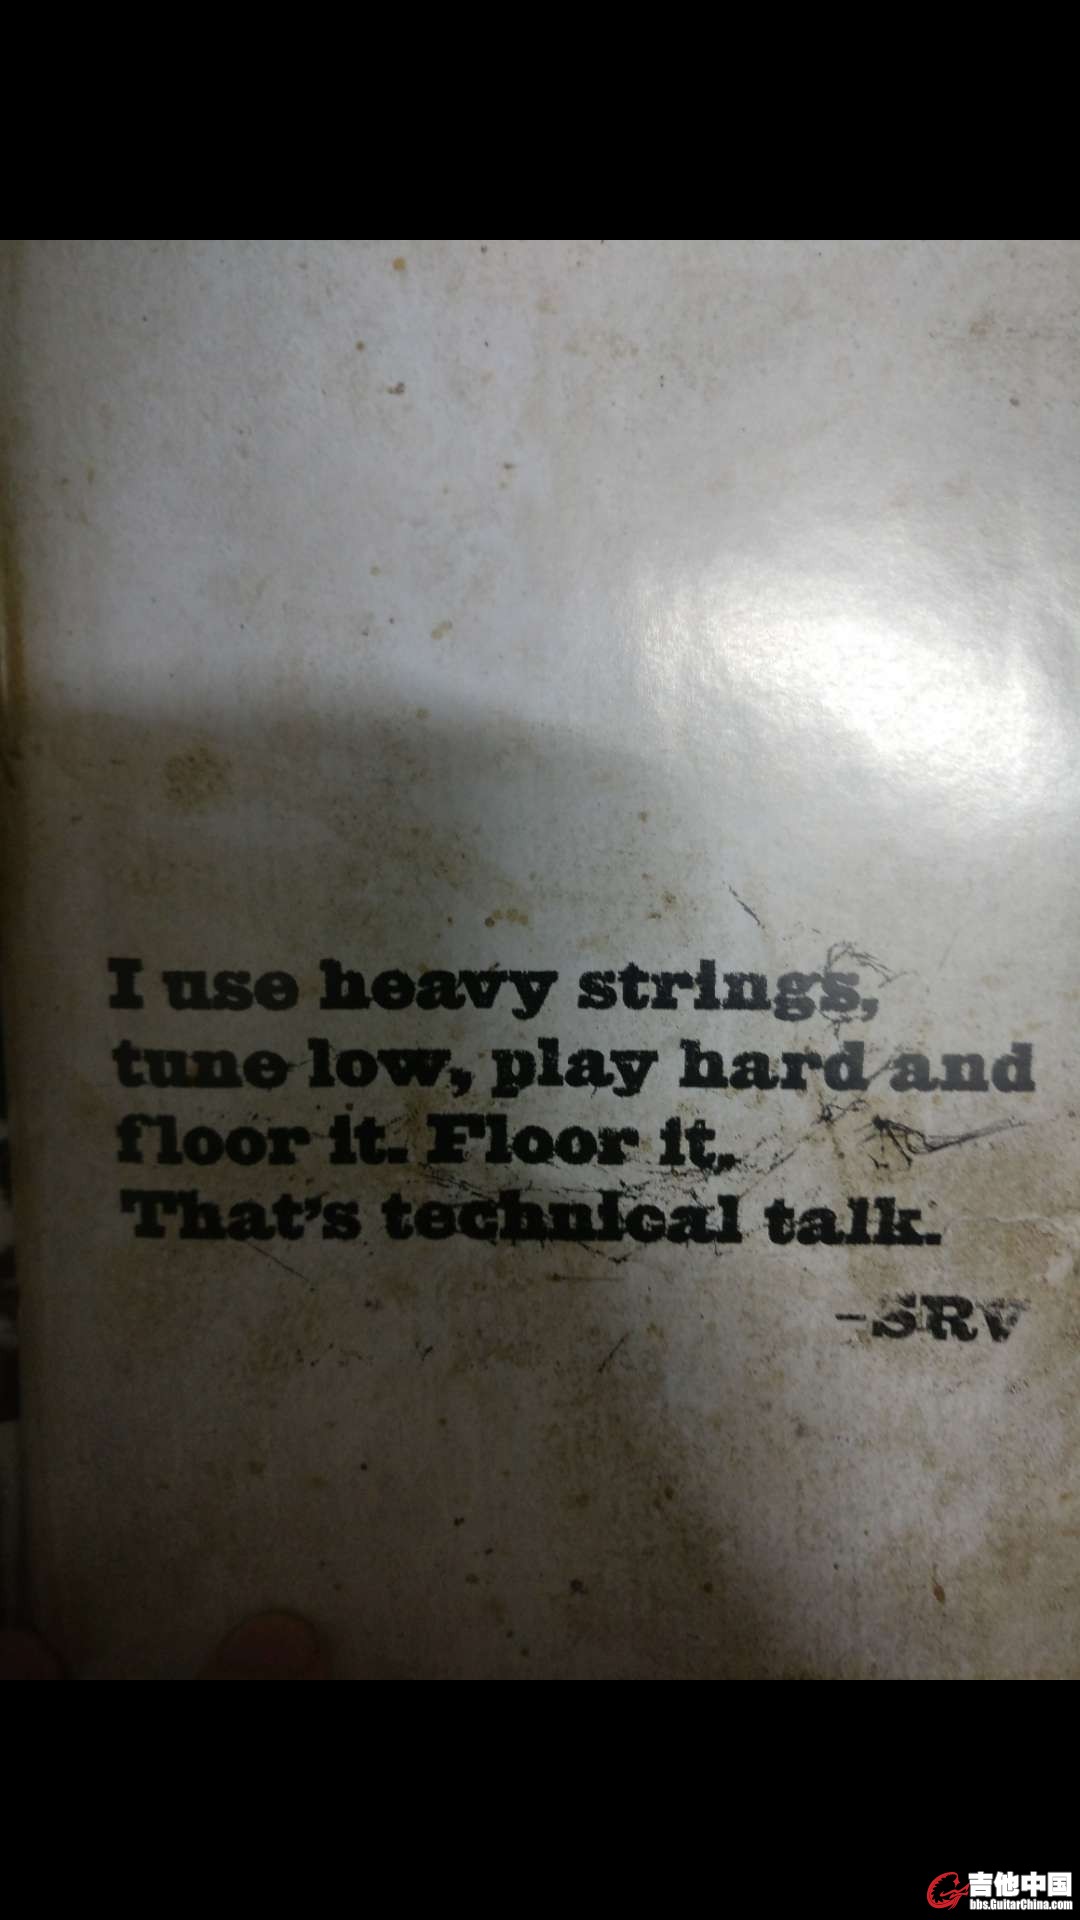 I use heavy strings,
tune low, play hard and
floor it. Floor it.
That's technical talk.
-SRV
吉他中国
bbs.GuitarChina.com